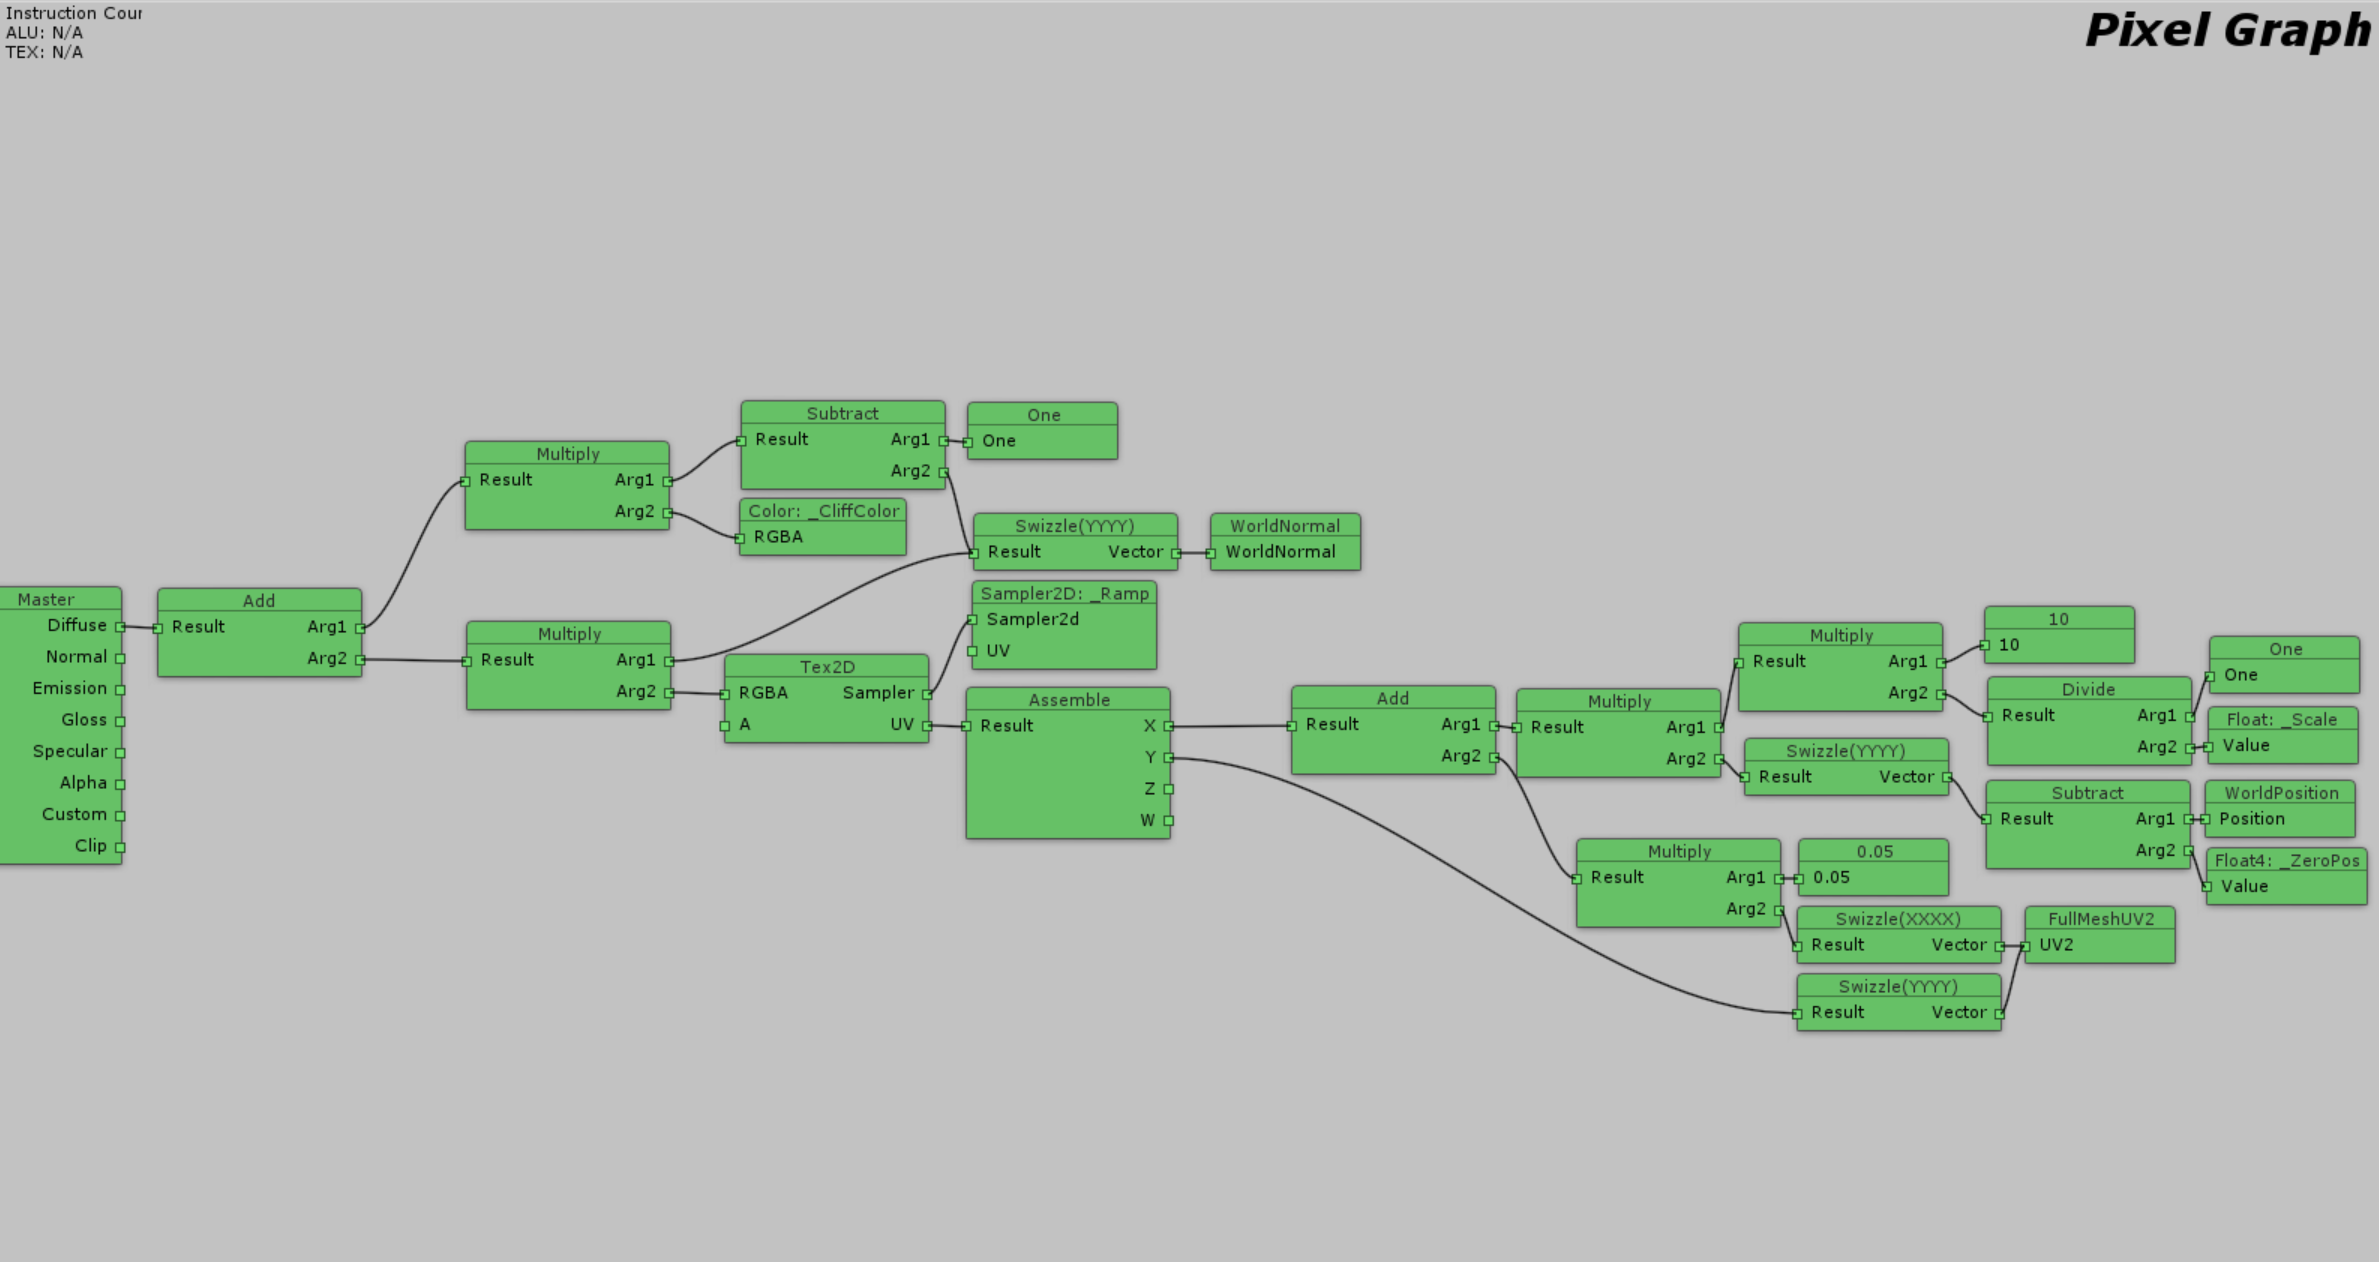 Instruction Cour
ALU: N/A
TEX: N/A
Pixel Graph
Master
Diffuse
Normal
Emission
Gloss
Specular
Alpha
Custom
Clip
Add
Result Arg1
Arg2
Multiply
Result Arg1
Arg2
Subtract
Result Arg1
Arg2
One
One
Color: _CliffColor
RGBA
Swizzle(YYYY)
Result Vector
WorldNormal
WorldNormal
Multiply
Result Arg1
Arg2
Tex2D
RGBA Sampler
A UV
Sampler2D: _Ramp
Sampler2d
UV
Assemble
Result X
Y
Z
W
Add
Result Arg1
Arg2
Multiply
Result Arg1
Arg2
Multiply
Result Arg1
Arg2
10
10
Divide
Result Arg1
Arg2
One
One
Float: _Scale
Value
Swizzle(YYYY)
Result Vector
Subtract
Result Arg1
Arg2
WorldPosition
Position
Float4: _ZeroPos
Value
Multiply
Result Arg1
Arg2
0.05
0.05
Swizzle(XXXX)
Result Vector
FullMeshUV2
UV2
Swizzle(YYYY)
Result Vector